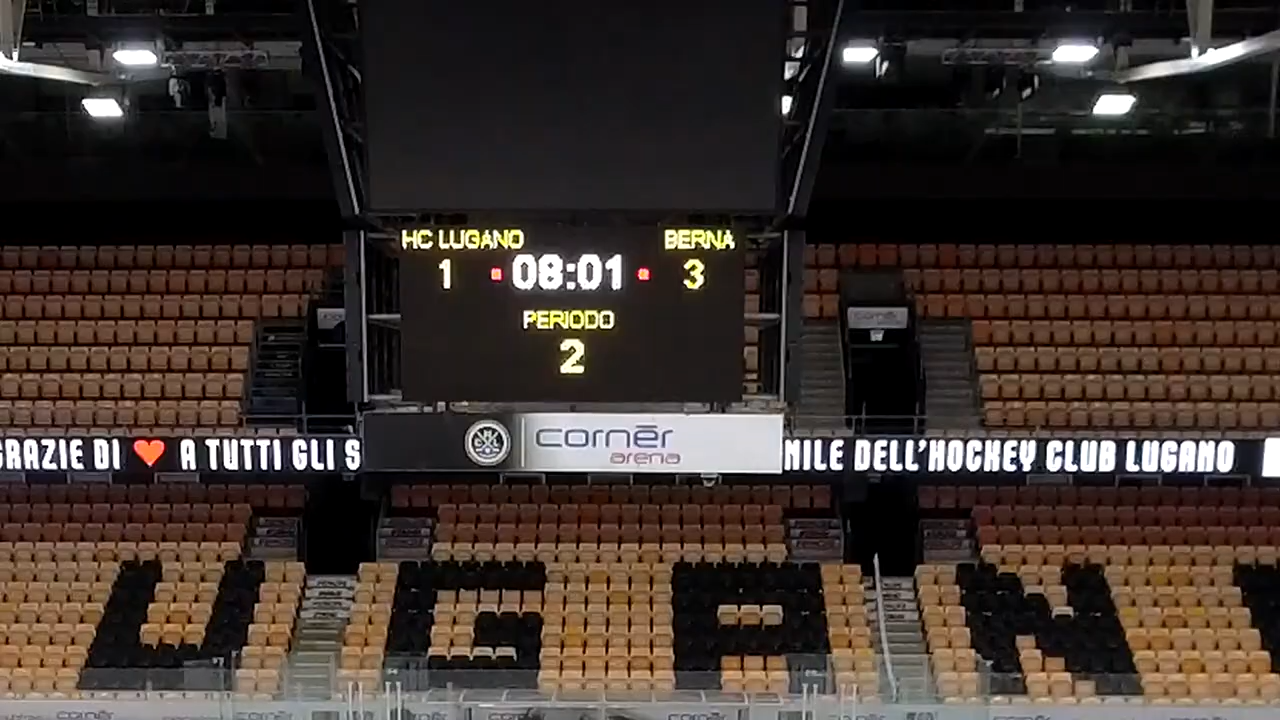 HC LUGANO BERNA
1 08:01 3
PERIODO
2
GRAZIE DI ❤ A TUTTI GLI S
NILE DELL'HOCKEY CLUB LUGANO
cornèr
arena
UGAN